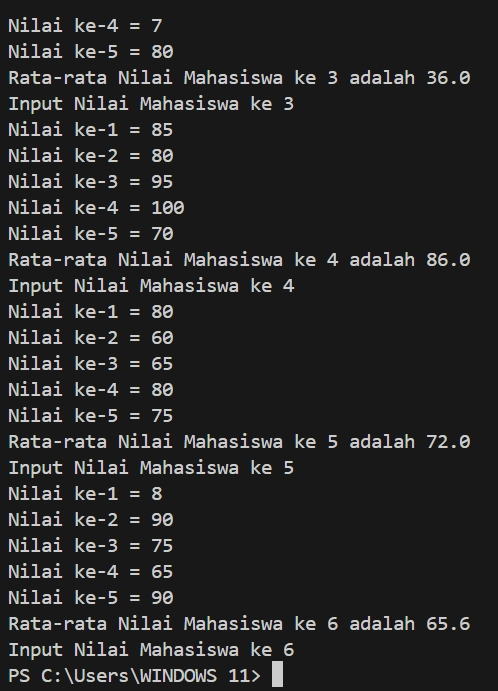 Nilai ke-4 = 7
Nilai ke-5 = 80
Rata-rata Nilai Mahasiswa ke 3 adalah 36.0
Input Nilai Mahasiswa ke 3
Nilai ke-1 = 85
Nilai ke-2 = 80
Nilai ke-3 = 95
Nilai ke-4 = 100
Nilai ke-5 = 70
Rata-rata Nilai Mahasiswa ke 4 adalah 86.0
Input Nilai Mahasiswa ke 4
Nilai ke-1 = 80
Nilai ke-2 = 60
Nilai ke-3 = 65
Nilai ke-4 = 80
Nilai ke-5 = 75
Rata-rata Nilai Mahasiswa ke 5 adalah 72.0
Input Nilai Mahasiswa ke 5
Nilai ke-1 = 8
Nilai ke-2 = 90
Nilai ke-3 = 75
Nilai ke-4 = 65
Nilai ke-5 = 90
Rata-rata Nilai Mahasiswa ke 6 adalah 65.6
Input Nilai Mahasiswa ke 6
PS C:\Users\WINDOWS 11>